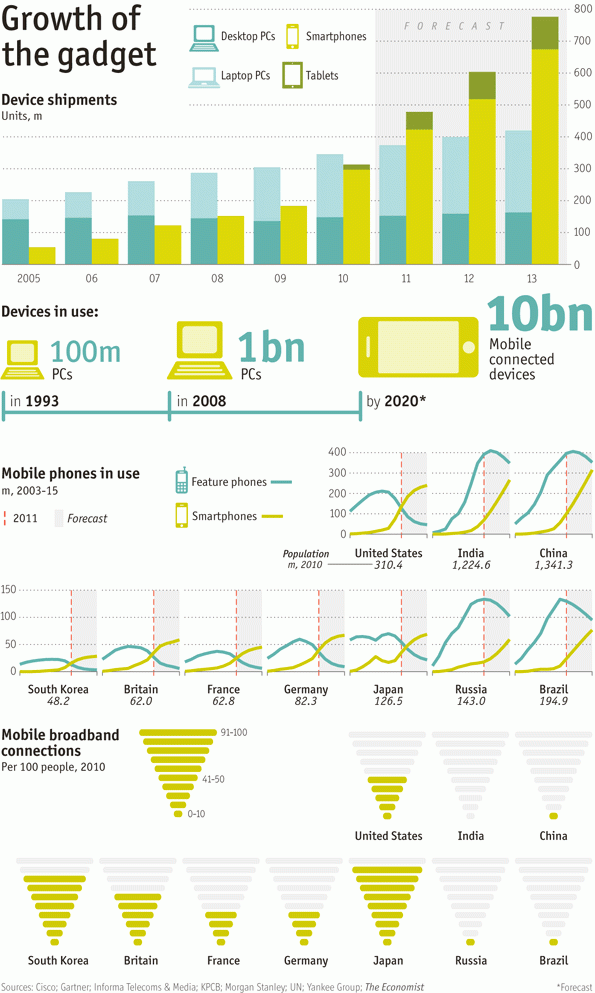 Growth of
the gadget
Desktop PCs
Smartphones
Laptop PCs
Tablets
FORECAST
Device shipments
Units, m
800
700
600
500
400
300
200
100
0
2005 06 07 08 09 10 11 12 13
Devices in use:
100m
PCs
1bn
PCs
10bn
Mobile
connected
devices
in 1993
in 2008
by 2020*
Mobile phones in use
m, 2003-15
2011
Forecast
Feature phones
Smartphones
400
300
200
100
0
Population
m, 2010
United States
310.4
India
1,224.6
China
1,341.3
150
100
50
0
South Korea
48.2
Britain
62.0
France
62.8
Germany
82.3
Japan
126.5
Russia
143.0
Brazil
194.9
Mobile broadband
connections
Per 100 people, 2010
91-100
41-50
0-10
United States
India
China
South Korea
Britain
France
Germany
Japan
Russia
Brazil
Sources: Cisco; Gartner; Informa Telecoms & Media; KPCB; Morgan Stanley; UN; Yankee Group; The Economist
*Forecast